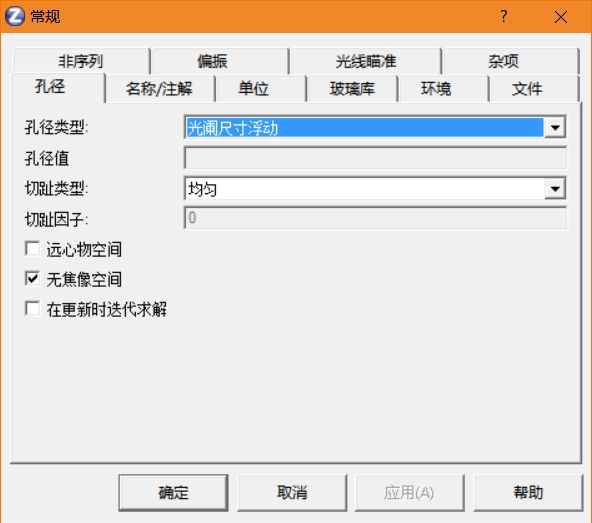 常规
非序列 偏振 光线瞄准 杂项
孔径 名称/注解 单位 玻璃库 环境 文件
孔径类型: 光阑尺寸浮动
孔径值
切趾类型: 均匀
切趾因子: 0
远心物空间
无焦像空间
在更新时迭代求解
确定 取消 应用(A) 帮助